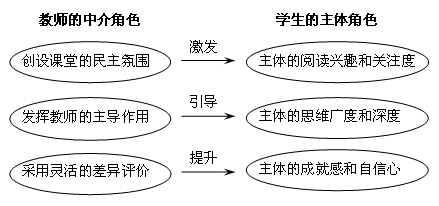 教师的中介角色 学生的主体角色
创设课堂的民主氛围 激发 主体的阅读兴趣和关注度
发挥教师的主导作用 引导 主体的思维广度和深度
采用灵活的差异评价 提升 主体的成就感和自信心